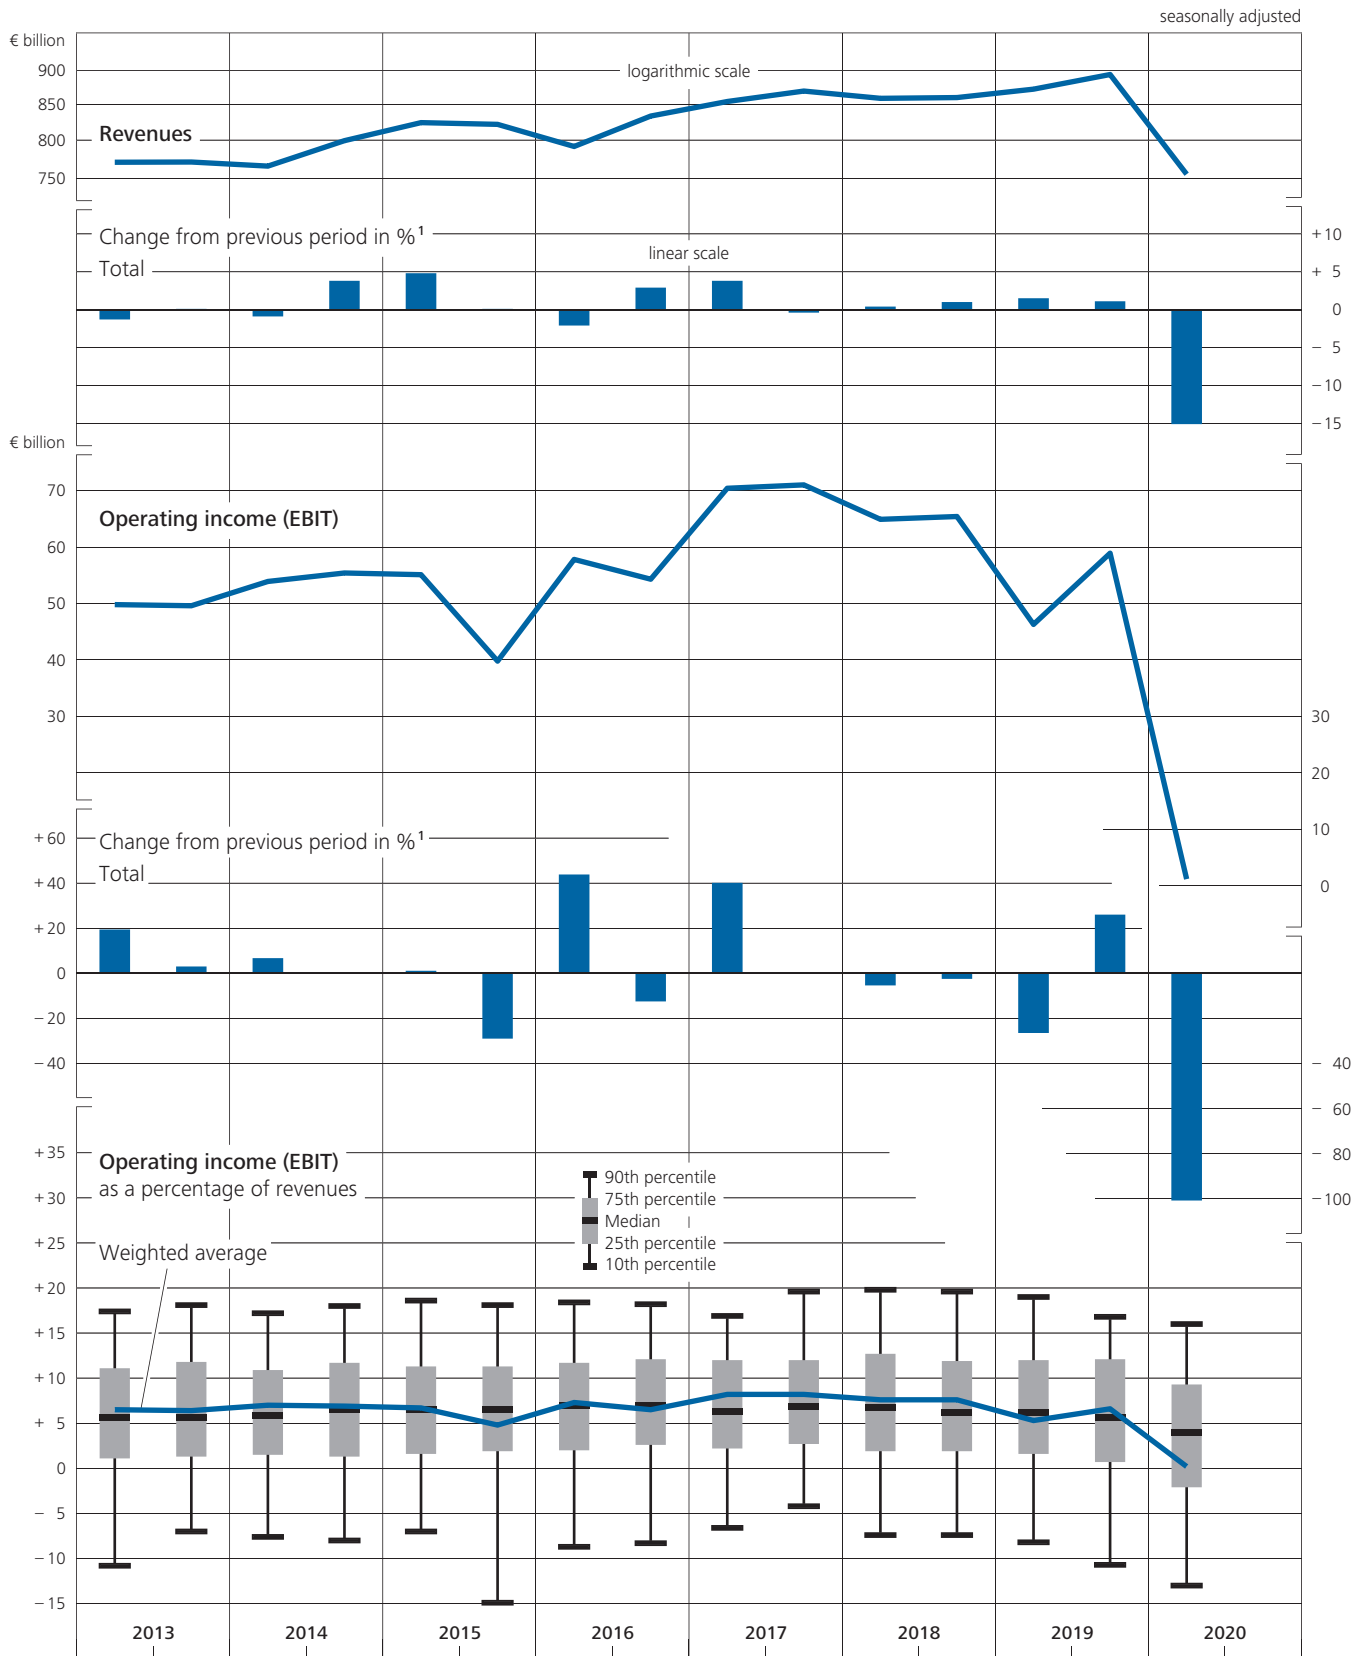 seasonally adjusted
€ billion
900
logarithmic scale
850
Revenues
800
750
Change from previous period in %¹
+10
linear scale
Total
+ 5
0
− 5
−10
−15
€ billion
70
Operating income (EBIT)
60
50
40
30
30
20
Change from previous period in %¹
+60
10
Total
+40
0
+20
0
−20
−40
− 40
− 60
+35
Operating income (EBIT)
− 80
as a percentage of revenues
90th percentile
+30
75th percentile
−100
Median
+25
25th percentile
Weighted average
10th percentile
+20
+15
+10
+ 5
0
− 5
−10
−15
2013 2014 2015 2016 2017 2018 2019 2020